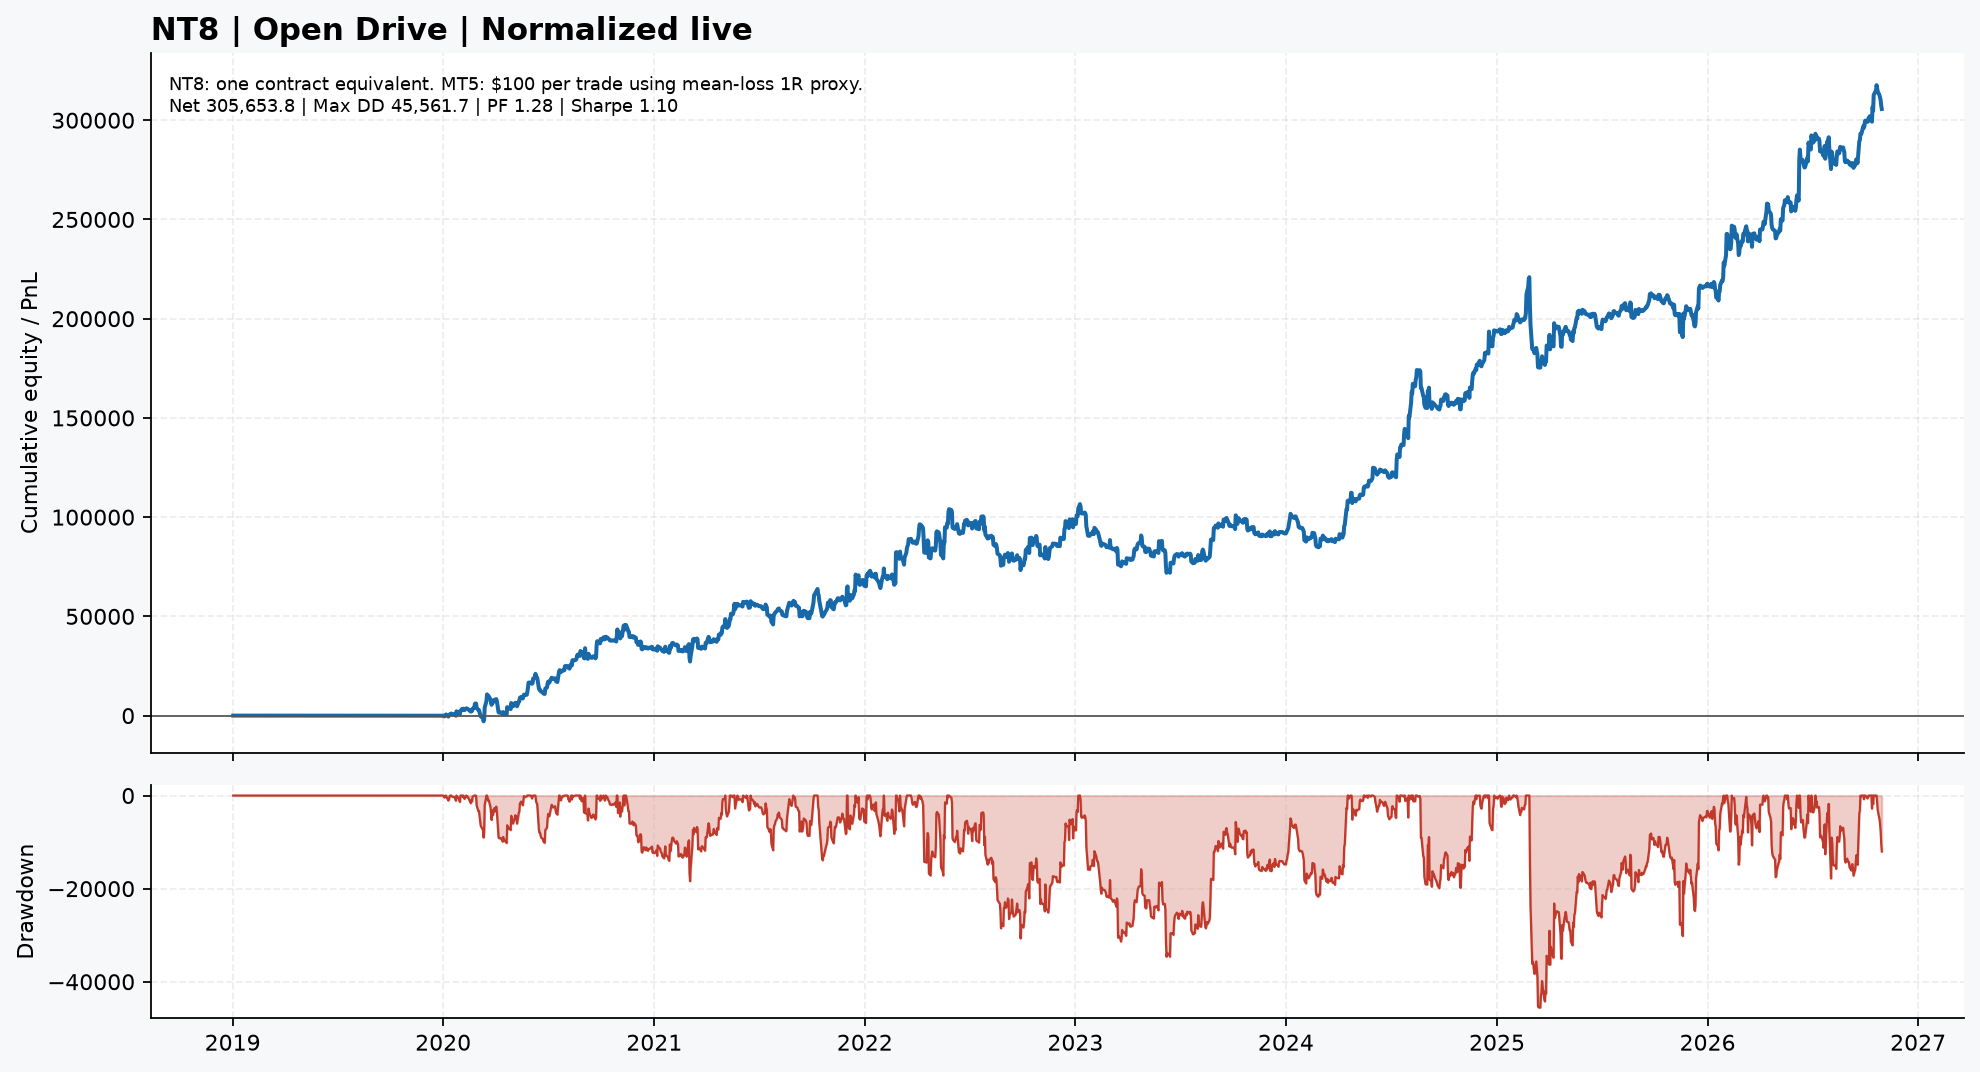 NT8 | Open Drive | Normalized live
NT8: one contract equivalent. MT5: $100 per trade using mean-loss 1R proxy.
Net 305,653.8 | Max DD 45,561.7 | PF 1.28 | Sharpe 1.10
Cumulative equity / PnL
300000
250000
200000
150000
100000
50000
0
Drawdown
0
−20000
−40000
2019 2020 2021 2022 2023 2024 2025 2026 2027